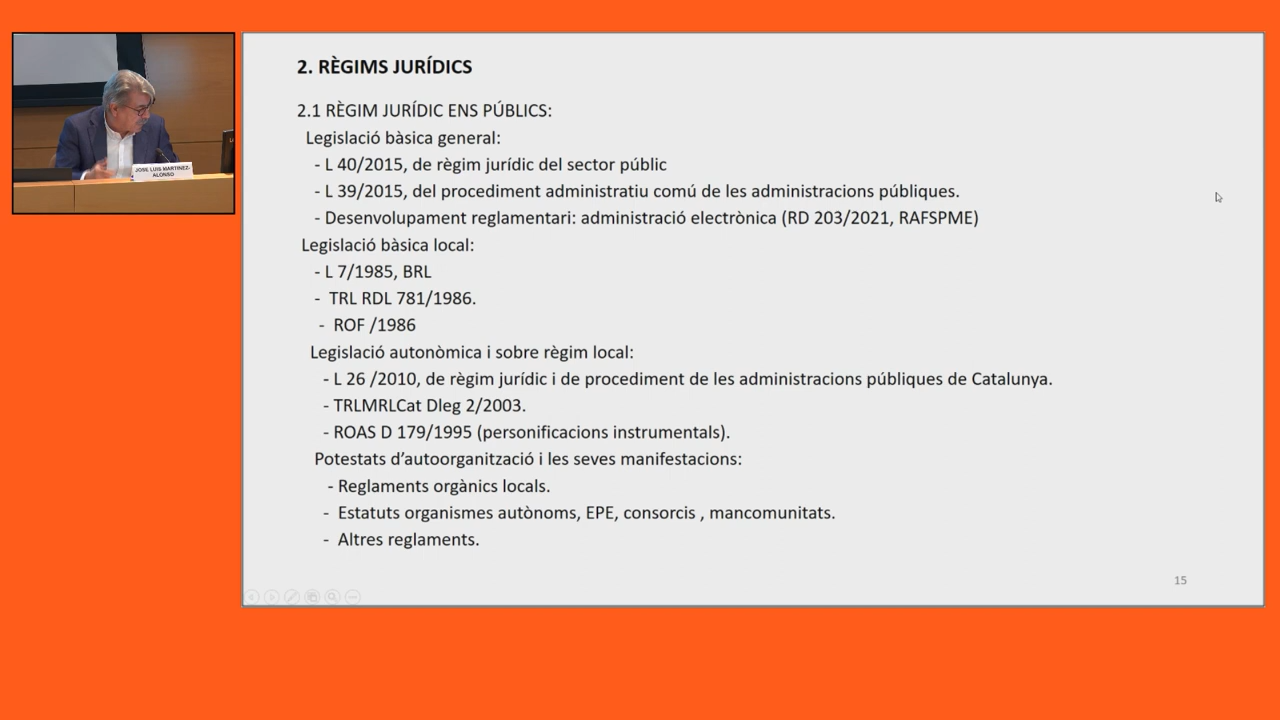 JOSE LUIS MARTINEZ-
ALONSO
2. RÈGIMS JURÍDICS
2.1 RÈGIM JURÍDIC ENS PÚBLICS:
Legislació bàsica general:
- L 40/2015, de règim jurídic del sector públic
- L 39/2015, del procediment administratiu comú de les administracions públiques.
- Desenvolupament reglamentari: administració electrònica (RD 203/2021, RAFSPME)
Legislació bàsica local:
- L 7/1985, BRL
- TRL RDL 781/1986.
- ROF /1986
Legislació autonòmica i sobre règim local:
- L 26 /2010, de règim jurídic i de procediment de les administracions públiques de Catalunya.
- TRLMRLCat Dleg 2/2003.
- ROAS D 179/1995 (personificacions instrumentals).
Potestats d'autoorganització i les seves manifestacions:
- Reglaments orgànics locals.
- Estatuts organismes autònoms, EPE, consorcis , mancomunitats.
- Altres reglaments.
15